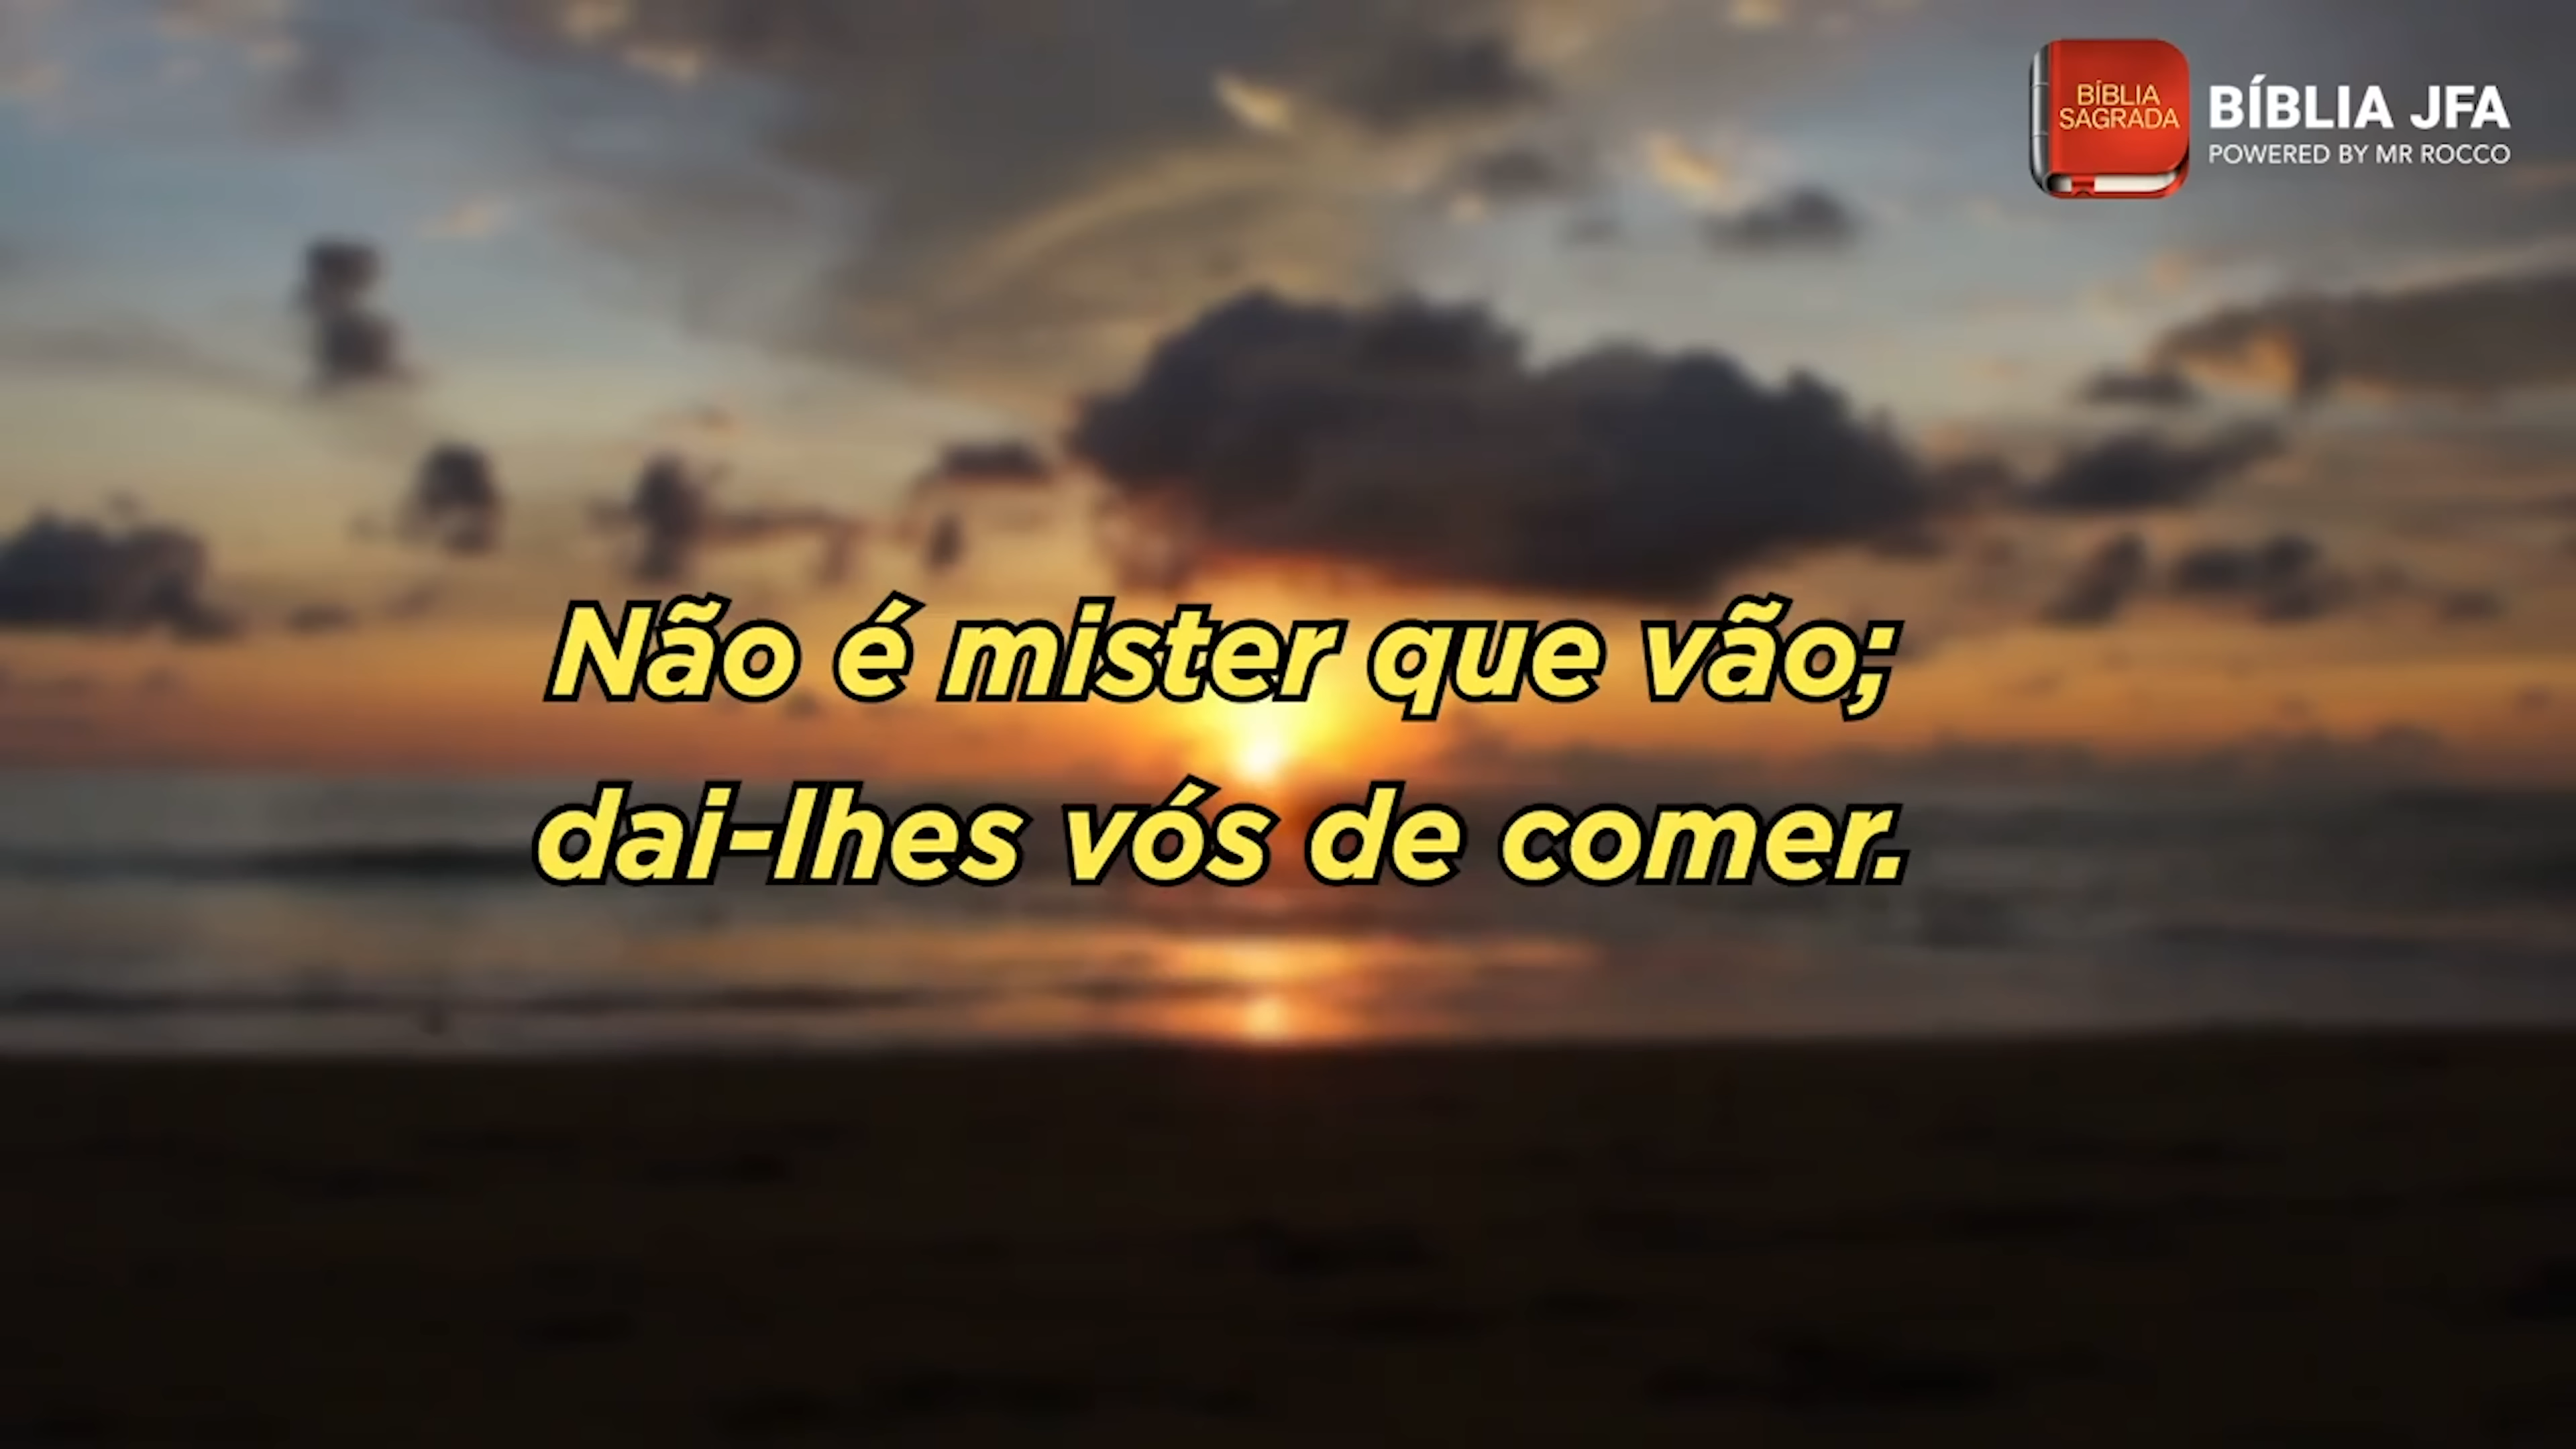 BÍBLIA
SAGRADA
BÍBLIA JFA
POWERED BY MR ROCCO
Não é mister que vão;
dai-lhes vós de comer.